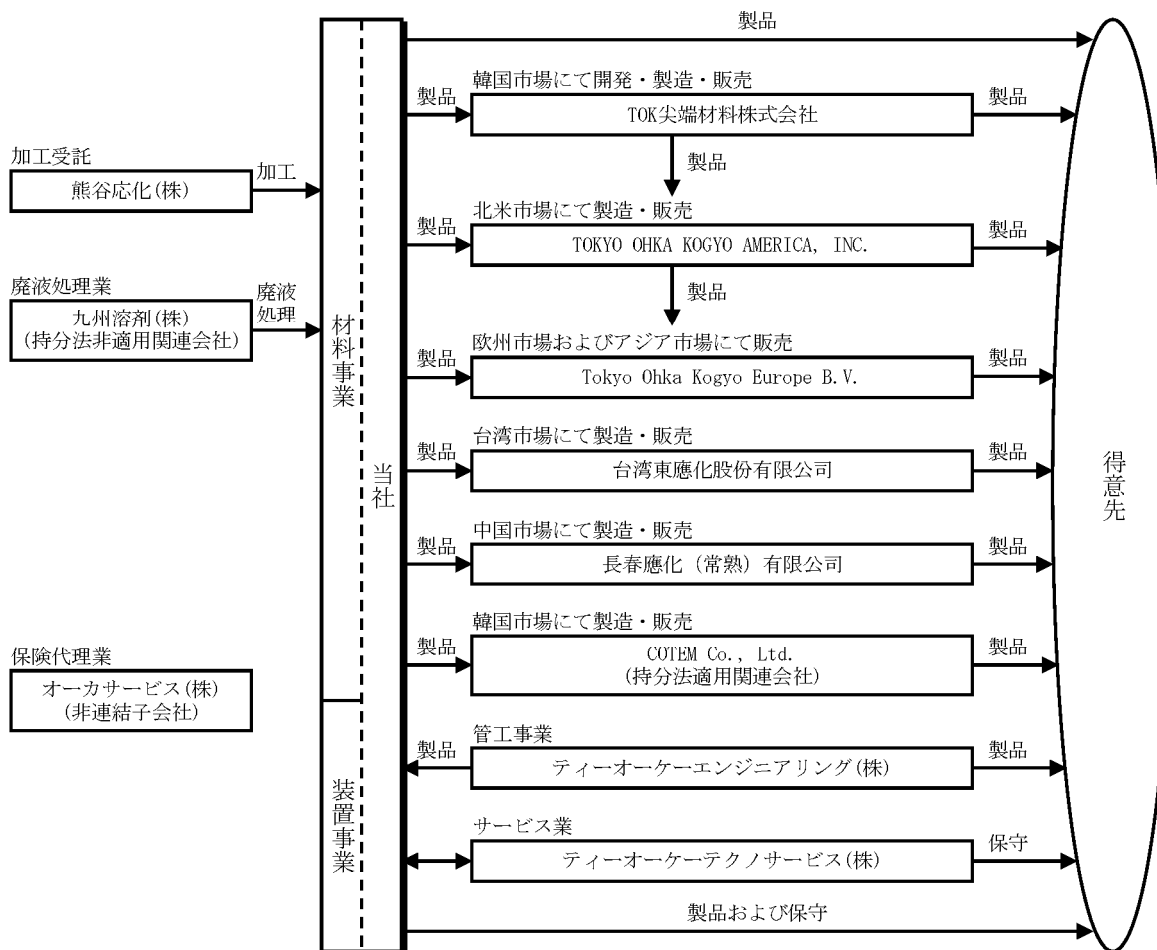 製品
韓国市場にて開発・製造・販売
製品
TOK尖端材料株式会社
製品
製品
加工受託
熊谷応化(株)
加工
北米市場にて製造・販売
製品
TOKYO OHKA KOGYO AMERICA, INC.
製品
製品
廃液処理業
九州溶剤(株)
(持分法非適用関連会社)
廃液
処理
材料事業
欧州市場およびアジア市場にて販売
製品
Tokyo Ohka Kogyo Europe B.V.
製品
当社
台湾市場にて製造・販売
製品
台湾東應化股份有限公司
製品
得意先
中国市場にて製造・販売
製品
長春應化（常熟）有限公司
製品
韓国市場にて製造・販売
製品
COTEM Co., Ltd.
(持分法適用関連会社)
製品
保険代理業
オーカサービス(株)
(非連結子会社)
装置事業
管工事業
製品
ティーオーケーエンジニアリング(株)
製品
サービス業
ティーオーケーテクノサービス(株)
保守
製品および保守